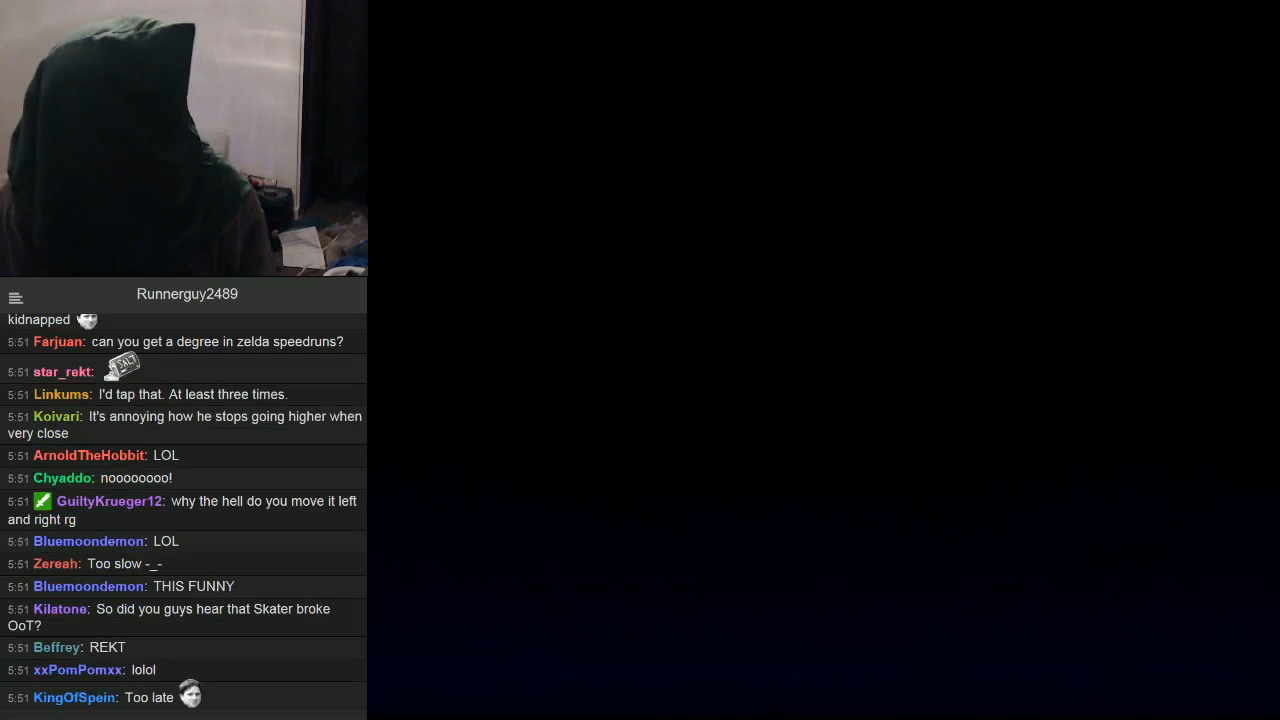 Runnerguy2489
kidnapped
5:51 Farjuan: can you get a degree in zelda speedruns?
5:51 star_rekt: SALT
5:51 Linkums: I'd tap that. At least three times.
5:51 Koivari: It's annoying how he stops going higher when
very close
5:51 ArnoldTheHobbit: LOL
5:51 Chyaddo: noooooooo!
5:51 GuiltyKrueger12: why the hell do you move it left
and right rg
5:51 Bluemoondemon: LOL
5:51 Zereah: Too slow -_-
5:51 Bluemoondemon: THIS FUNNY
5:51 Kilatone: So did you guys hear that Skater broke
OoT?
5:51 Beffrey: REKT
5:51 xxPomPomxx: lolol
5:51 KingOfSpein: Too late